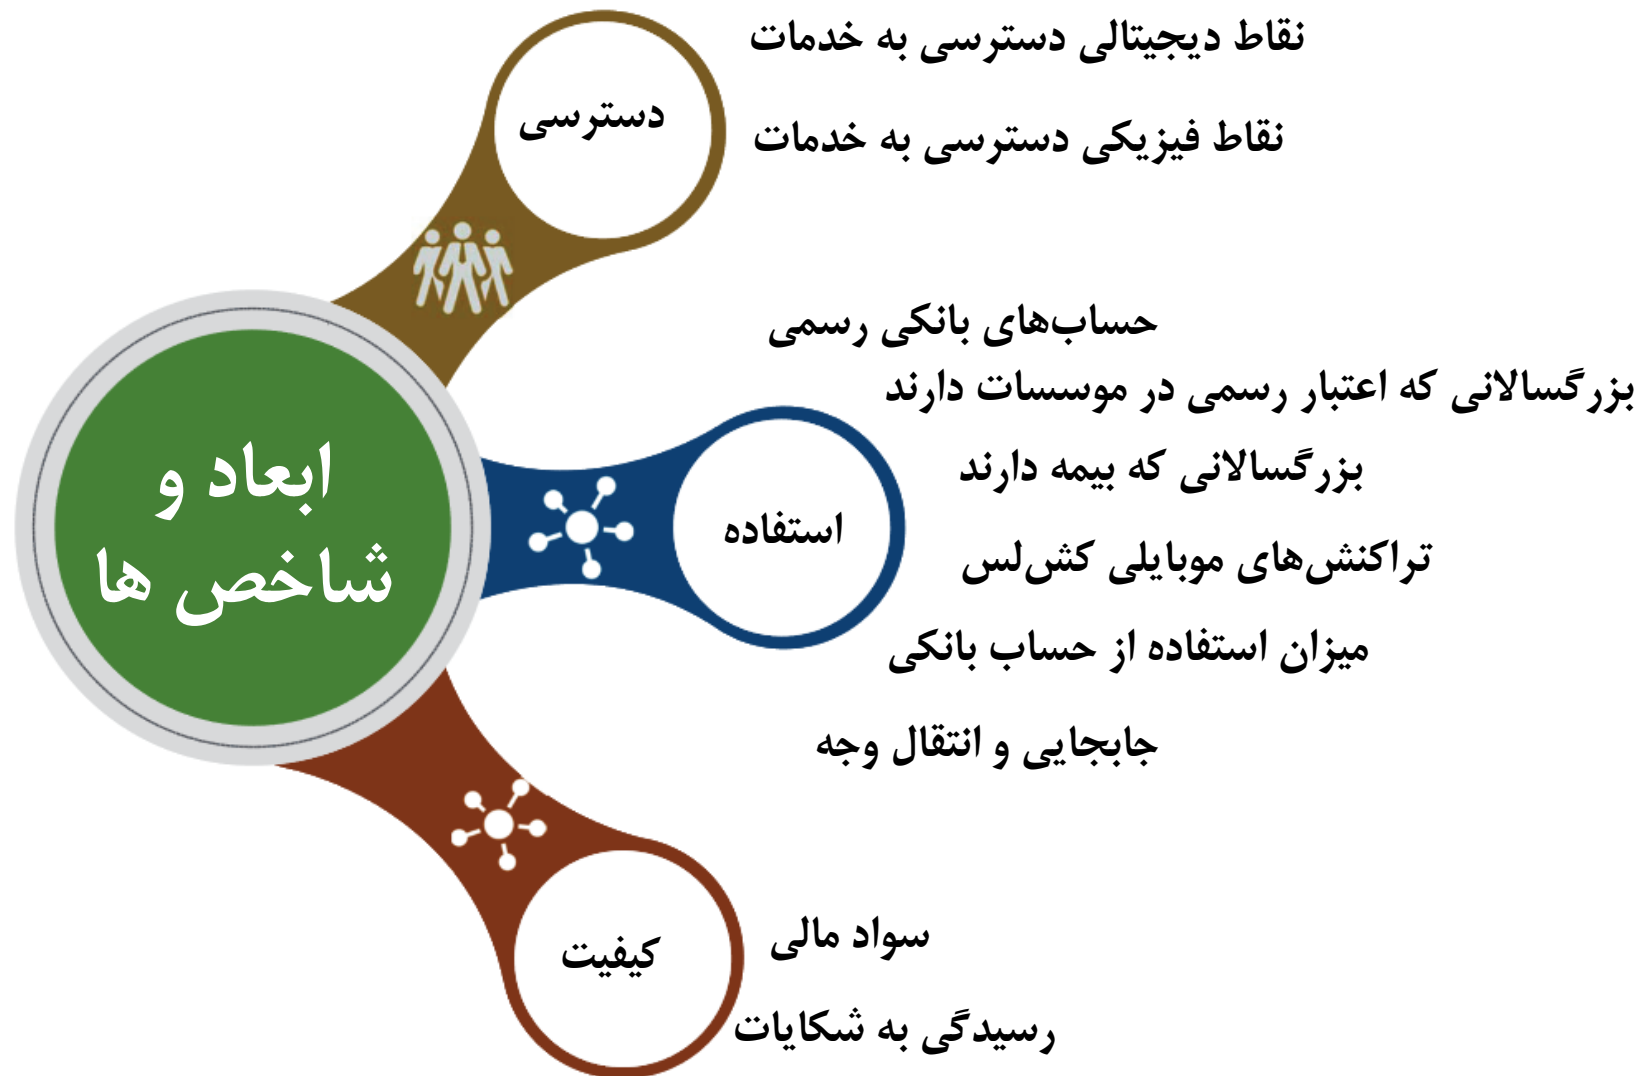 ابعاد و
شاخص ها
دسترسی
نقاط دیجیتالی دسترسی به خدمات
نقاط فیزیکی دسترسی به خدمات
استفاده
حساب‌های بانکی رسمی
بزرگسالانی که اعتبار رسمی در موسسات دارند
بزرگسالانی که بیمه دارند
تراکنش‌های موبایلی کش‌لس
میزان استفاده از حساب بانکی
جابجایی و انتقال وجه
کیفیت
سواد مالی
رسیدگی به شکایات